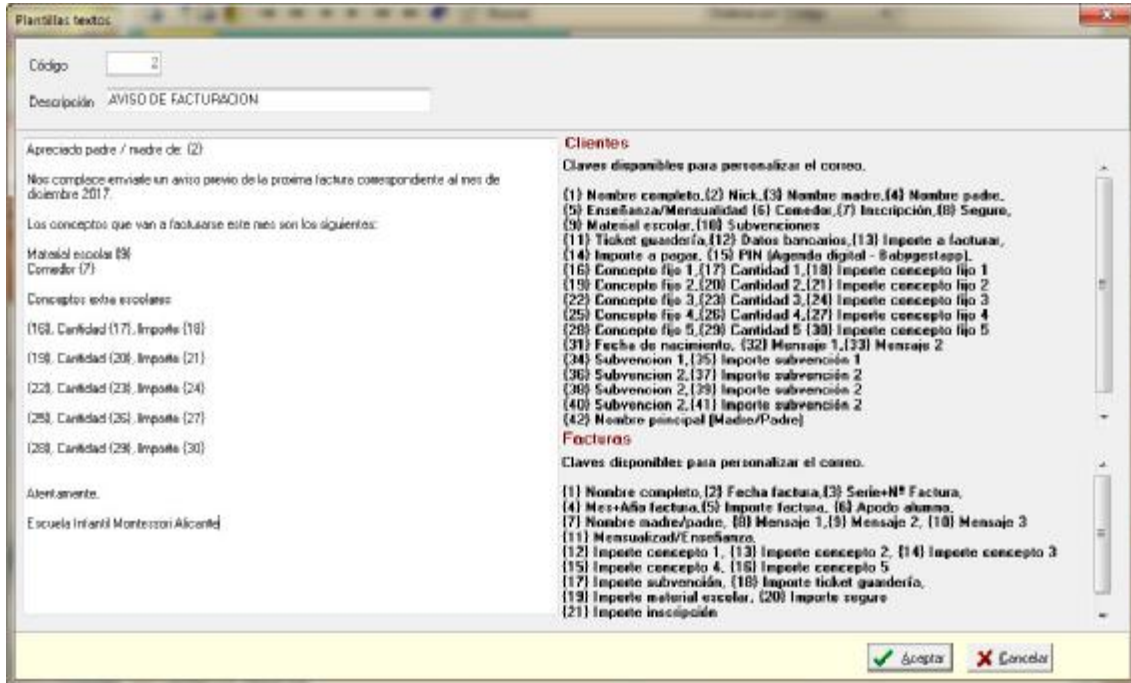 Plantillas textos
Código 2
Descripción AVISO DE FACTURACION
Apreciado padre / madre de: {2}
Nos complace enviarle un aviso previo de la proxima factura correspondiente al mes de
diciembre 2017.
Los conceptos que van a facturarse este mes son los siguientes:
Material escolar {9}
Comedor {7}
Conceptos extra escolares
{16}, Cantidad {17}, Importe {18}
{19}, Cantidad {20}, Importe {21}
{22}, Cantidad {23}, Importe {24}
{25}, Cantidad {26}, Importe {27}
{28}, Cantidad {29}, Importe {30}
Atentamente.
Escuela Infantil Montessori Alicante
Clientes
Claves disponibles para personalizar el correo.
{1} Nombre completo,{2} Nick,{3} Nombre madre,{4} Nombre padre,
{5} Enseñanza/Mensualidad {6} Comedor,{7} Inscripción,{8} Seguro,
{9} Material escolar,{10} Subvenciones
{11} Ticket guardería,{12} Datos bancarios,{13} Importe a facturar,
{14} Importe a pagar, {15} PIN (Agenda digital - Babygestapp),
{16} Concepto fijo 1,{17} Cantidad 1,{18} Importe concepto fijo 1
{19} Concepto fijo 2,{20} Cantidad 2,{21} Importe concepto fijo 2
{22} Concepto fijo 3,{23} Cantidad 3,{24} Importe concepto fijo 3
{25} Concepto fijo 4,{26} Cantidad 4,{27} Importe concepto fijo 4
{28} Concepto fijo 5,{29} Cantidad 5 {30} Importe concepto fijo 5
{31} Fecha de nacimiento, {32} Mensaje 1,{33} Mensaje 2
{34} Subvencion 1,{35} Importe subvención 1
{36} Subvencion 2,{37} Importe subvención 2
{38} Subvencion 2,{39} Importe subvención 2
{40} Subvencion 2,{41} Importe subvención 2
{42} Nombre principal (Madre/Padre)
Facturas
Claves disponibles para personalizar el correo.
{1} Nombre completo,{2} Fecha factura,{3} Serie+Nº Factura,
{4} Mes+Año factura,{5} Importe factura, {6} Apodo alumno,
{7} Nombre madre/padre, {8} Mensaje 1,{9} Mensaje 2, {10} Mensaje 3
{11} Mensualizad/Enseñanza,
{12} Importe concepto 1, {13} Importe concepto 2, {14} Importe concepto 3
{15} Importe concepto 4, {16} Importe concepto 5
{17} Importe subvención, {18} Importe ticket guardería,
{19} Importe material escolar, {20} Importe seguro
{21} Importe inscripción
Aceptar
Cancelar